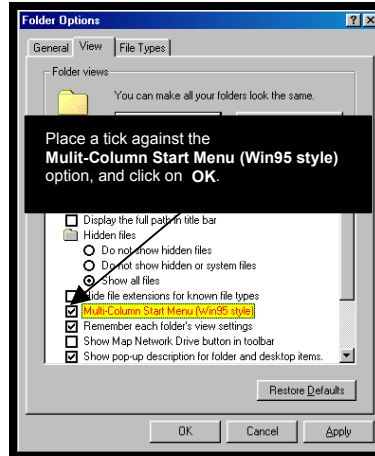 Folder Options
General View File Types
Folder views
You can make all your folders look the same.
Place a tick against the
Mulit-Column Start Menu (Win95 style)
option, and click on OK.
Display the full path in title bar
Hidden files
Do not show hidden files
Do not show hidden or system files
Show all files
Hide file extensions for known file types
Multi-Column Start Menu (Win95 style)
Remember each folder's view settings
Show Map Network Drive button in toolbar
Show pop-up description for folder and desktop items.
Restore Defaults
OK Cancel Apply